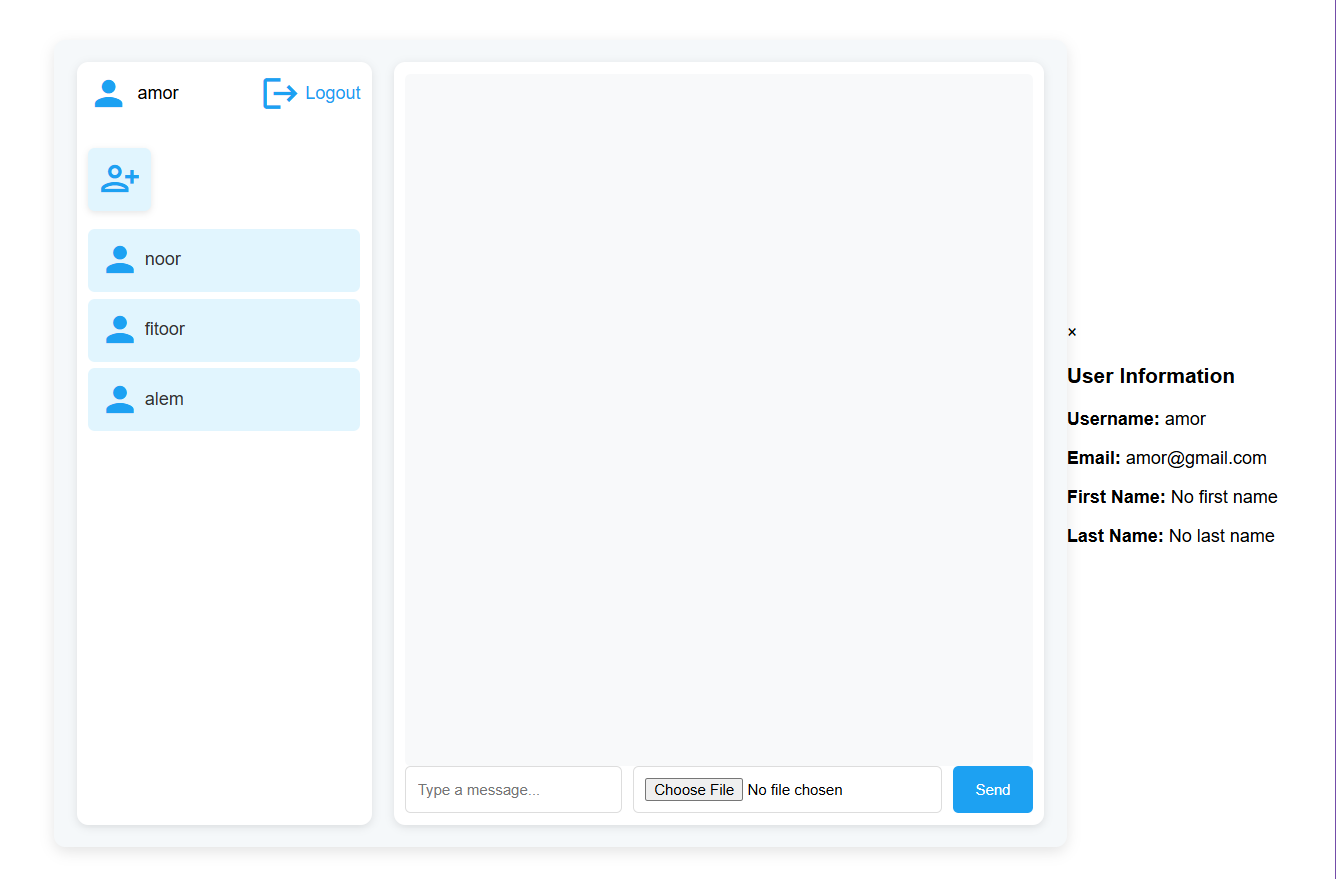 amor
Logout
noor
fitoor
alem
Type a message...
Choose File No file chosen
Send
×
User Information
Username: amor
Email: amor@gmail.com
First Name: No first name
Last Name: No last name